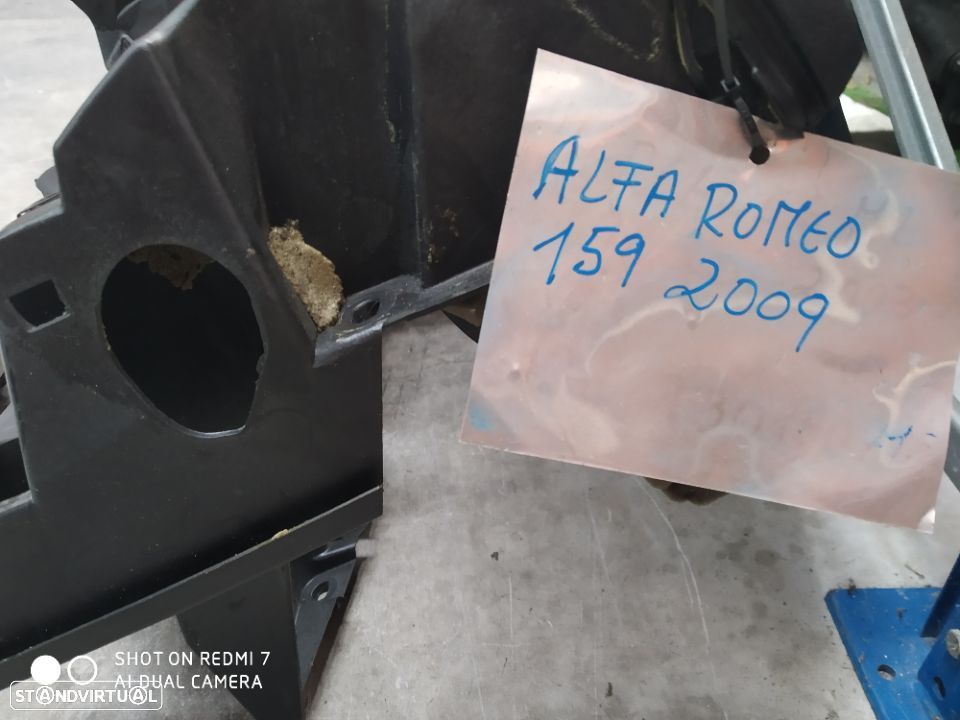 ALFA ROMEO
159 2009
SHOT ON REDMI 7
AI DUAL CAMERA
STANDVIRTUAL